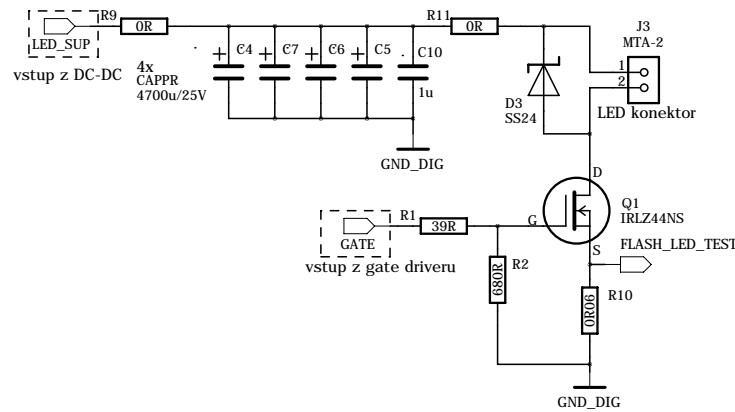 R9
0R
LED_SUP
vstup z DC-DC
4x
CAPPR
4700u/25V
+ C4
+ C7
+ C6
+ C5
C10
1u
GND_DIG
R11
0R
D3
SS24
J3
MTA-2
1
2
LED konektor
D
G
S
Q1
IRLZ44NS
FLASH_LED_TEST
R1
39R
GATE
vstup z gate driveru
R2
680R
R10
0R06
GND_DIG